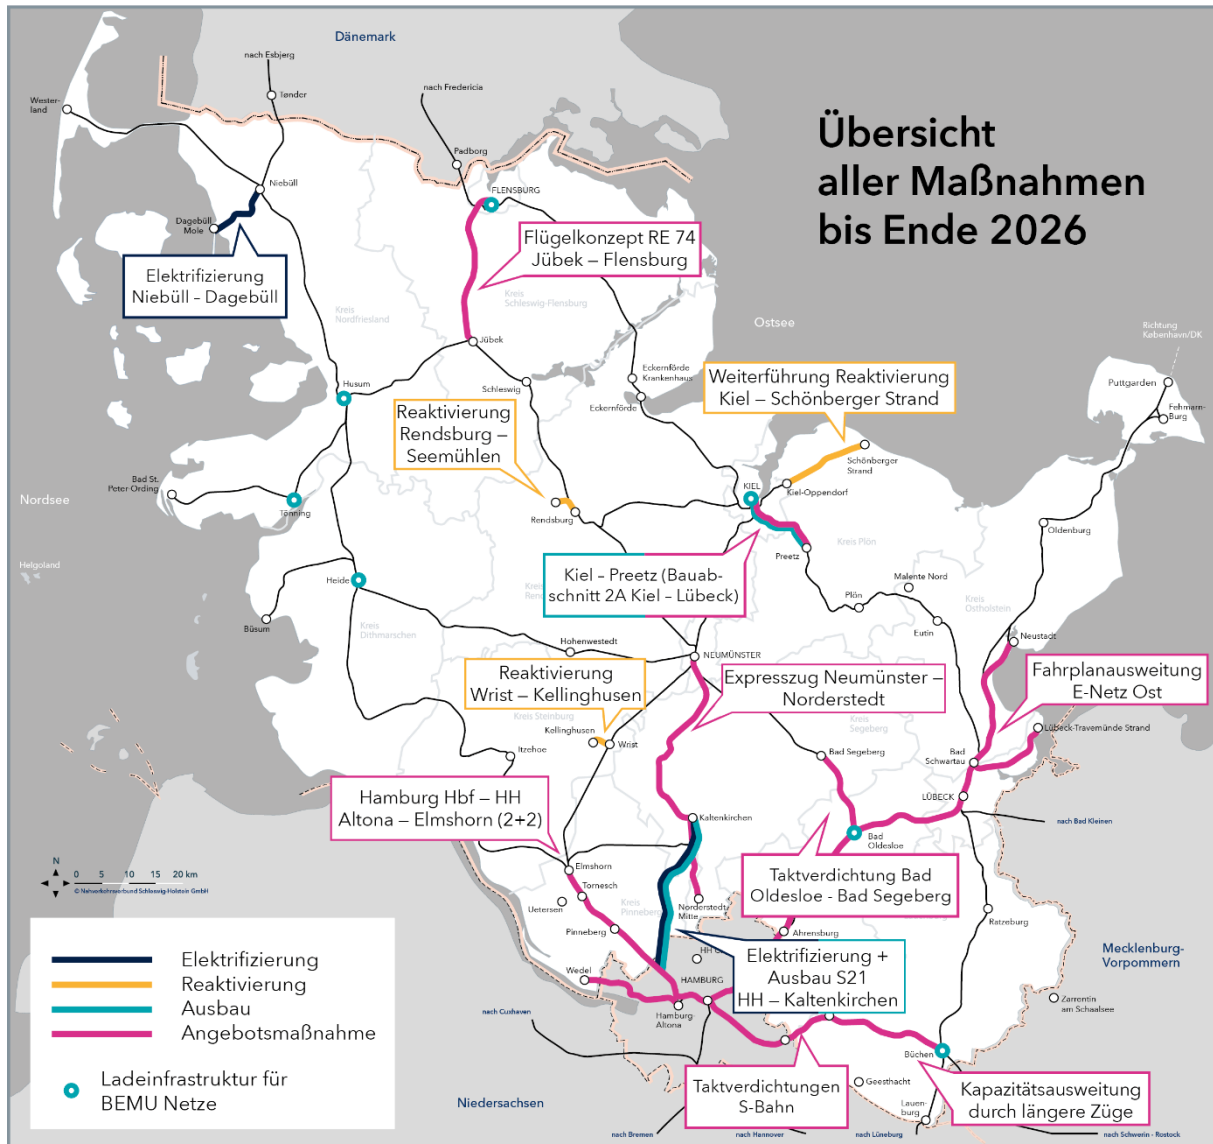 Dänemark
nach Esbjerg
nach Fredericia
Wester-
land
Tønder
Padborg
Niebüll
FLENSBURG
Dagebüll
Mole
Übersicht
aller Maßnahmen
bis Ende 2026
Flügelkonzept RE 74
Jübek – Flensburg
Elektrifizierung
Niebüll – Dagebüll
Kreis
Nordfriesland
Kreis
Schleswig-Flensburg
Ostsee
Richtung
København/DK
Jübek
Schleswig
Eckernförde
Krankenhaus
Eckernförde
Husum
Weiterführung Reaktivierung
Kiel – Schönberger Strand
Puttgarden
Fehmarn-
Burg
Reaktivierung
Rendsburg –
Seemühlen
Schönberger
Strand
Kiel-Oppendorf
KIEL
Bad St.
Peter-Ording
Nordsee
Tönning
Rendsburg
Oldenburg
Preetz
Kreis Plön
Helgoland
Heide
Kiel – Preetz (Bauab-
schnitt 2A Kiel – Lübeck)
Malente Nord
Plön
Kreis
Ostholstein
Eutin
Büsum
Kreis
Dithmarschen
Hohenwestedt
NEUMÜNSTER
Neustadt
Reaktivierung
Wrist – Kellinghusen
Expresszug Neumünster –
Norderstedt
Fahrplanausweitung
E-Netz Ost
Kreis Steinburg
Kreis
Segeberg
Kellinghusen
Wrist
Itzehoe
Bad Segeberg
Lübeck-Travemünde Strand
Bad
Schwartau
Hamburg Hbf – HH
Altona – Elmshorn (2+2)
LÜBECK
Kaltenkirchen
nach Bad Kleinen
Bad
Oldesloe
N
0 5 10 20 km
© Nahverkehrsverbund Schleswig-Holstein GmbH
Elmshorn
Tornesch
Uetersen
Kreis
Pinneberg
Norderstedt
Mitte
Taktverdichtung Bad
Oldesloe - Bad Segeberg
Ratzeburg
Pinneberg
Ahrensburg
Elektrifizierung
Reaktivierung
Ausbau
Angebotsmaßnahme
Ladeinfrastruktur für
BEMU Netze
Wedel
HAMBURG
Hamburg-
Altona
Elektrifizierung +
Ausbau S21
HH – Kaltenkirchen
Mecklenburg-
Vorpommern
Zarrentin
am Schaalsee
nach Cuxhaven
Büchen
Taktverdichtungen
S-Bahn
Geesthacht
Kapazitätsausweitung
durch längere Züge
Lauen-
burg
Niedersachsen
nach Bremen
nach Hannover
nach Lüneburg
nach Schwerin - Rostock